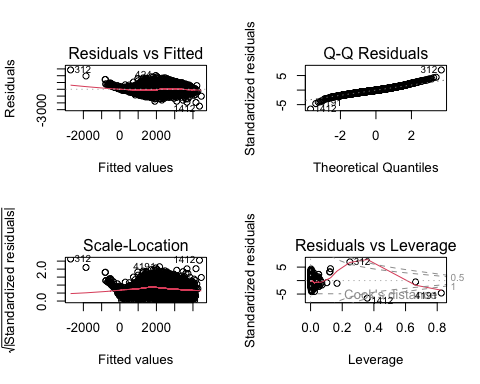 Residuals vs Fitted
Residuals
-3000
312
1412
-2000 0 2000 4000
Fitted values
Q-Q Residuals
Standardized residuals
-5 5
312
1412
-2 0 2
Theoretical Quantiles
Scale-Location
√|Standardized residuals|
0.0 2.0
312
4191
1412
-2000 0 2000 4000
Fitted values
Residuals vs Leverage
Standardized residuals
-5 5
312
1412
4191
Cook's distance
0.5
1
0.0 0.2 0.4 0.6 0.8
Leverage